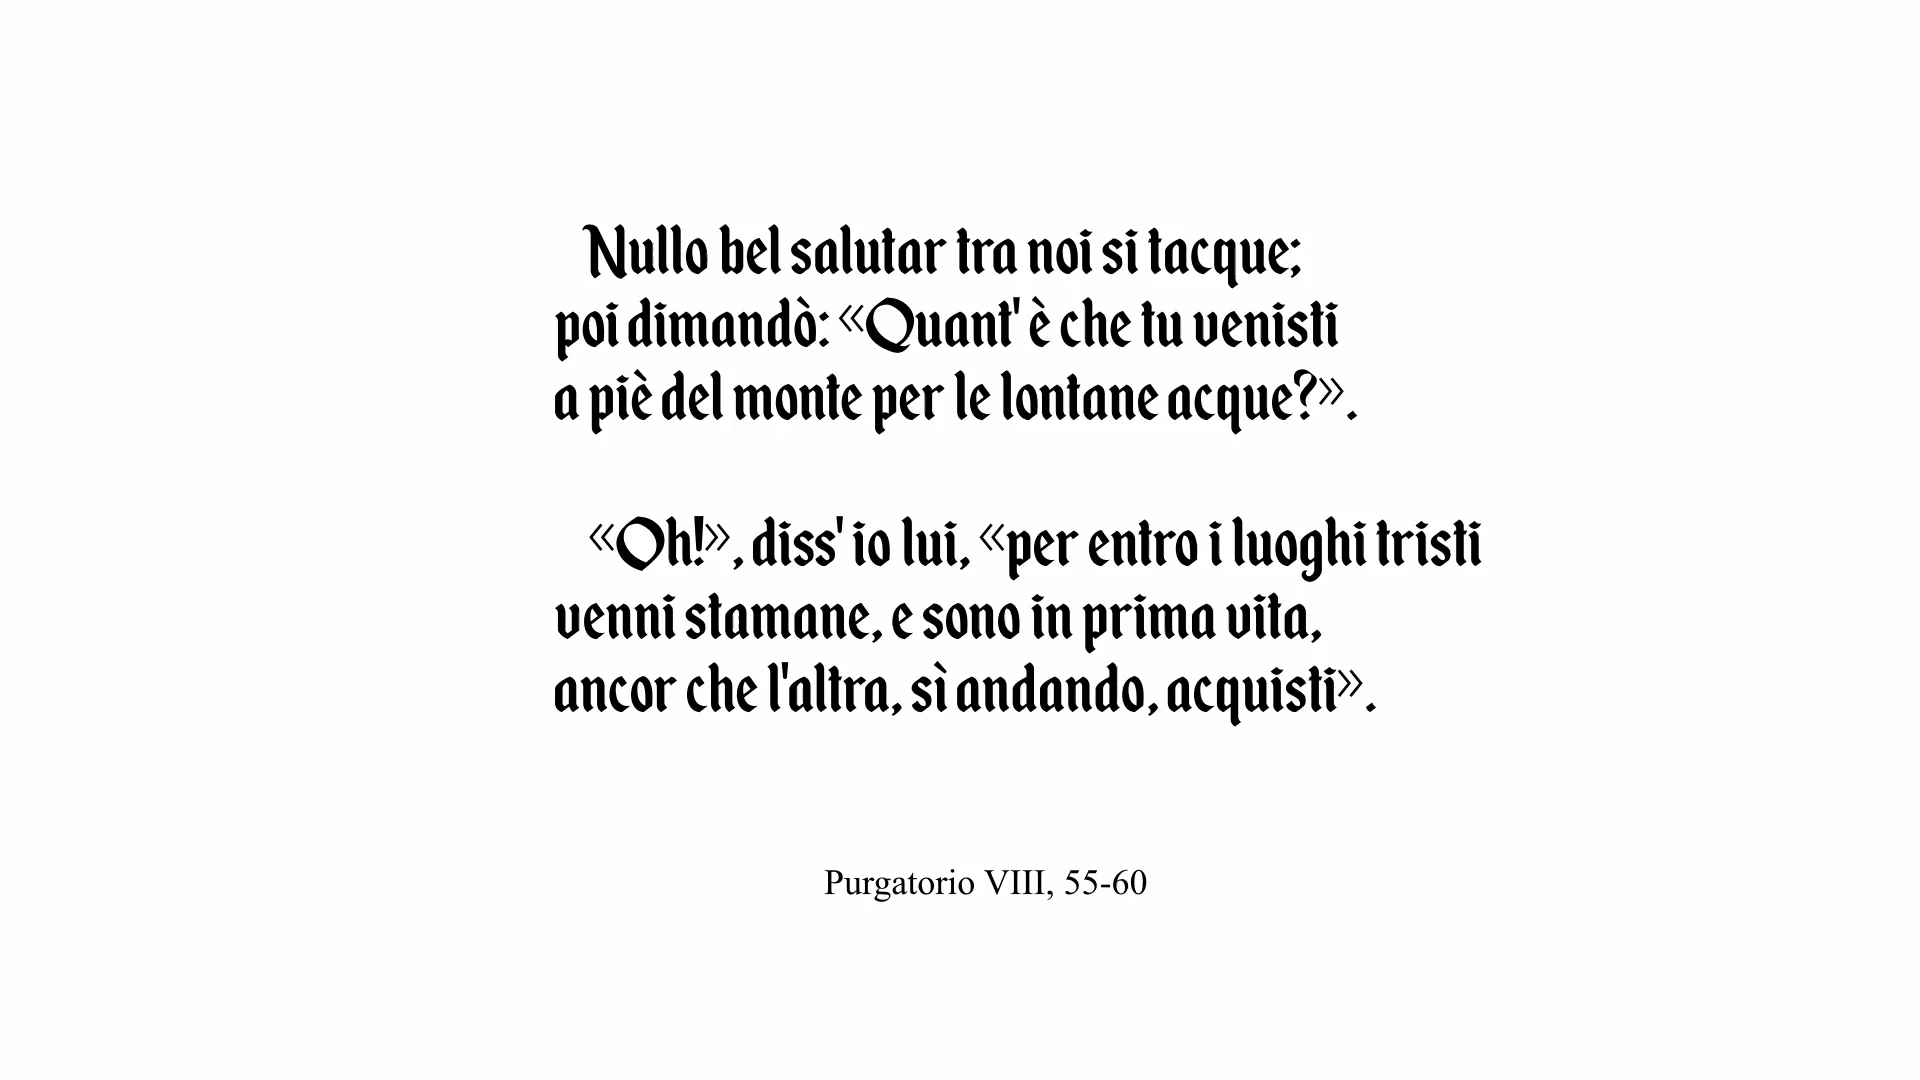 Nullo bel salutar tra noi si tacque;
poi dimandò: «Quant' è che tu venisti
a piè del monte per le lontane acque?».
«Oh!», diss' io lui, «per entro i luoghi tristi
venni stamane, e sono in prima vita,
ancor che l'altra, sì andando, acquisti».
Purgatorio VIII, 55-60